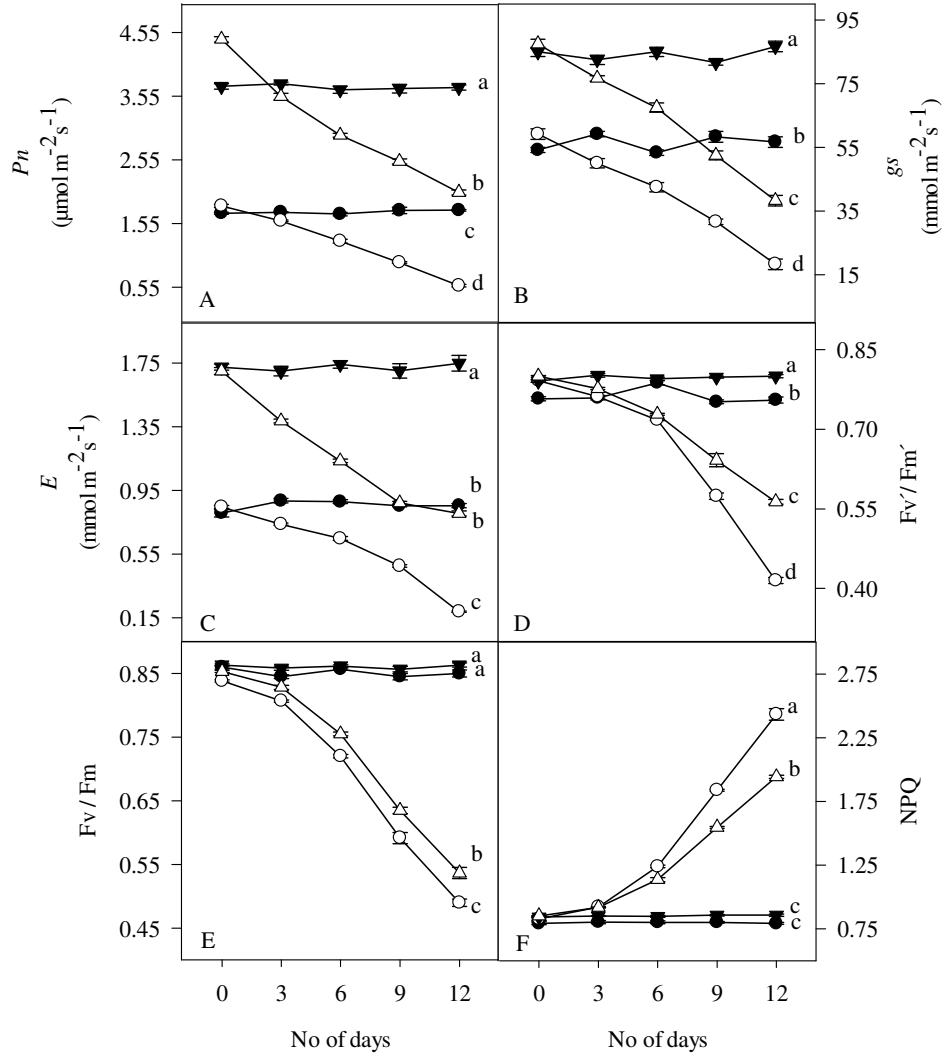 4.55
3.55
2.55
1.55
0.55
Pn
(µmol m⁻²s⁻¹)
a
b
c
d
A
95
75
55
35
15
gs
(mmol m⁻²s⁻¹)
a
b
c
d
B
1.75
1.35
0.95
0.55
0.15
E
(mmol m⁻²s⁻¹)
a
b
b
c
C
0.85
0.70
0.55
0.40
Fv´/ Fm´
a
b
c
d
D
0.85
0.75
0.65
0.55
0.45
Fv / Fm
a
a
b
c
E
2.75
2.25
1.75
1.25
0.75
NPQ
a
b
c
c
F
0 3 6 9 12
0 3 6 9 12
No of days
No of days